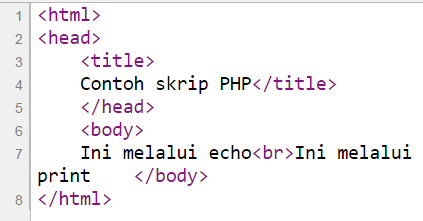 1 <html>
2 <head>
3     <title>
4     Contoh skrip PHP</title>
5     </head>
6     <body>
7     Ini melalui echo<br>Ini melalui
print    </body>
8 </html>